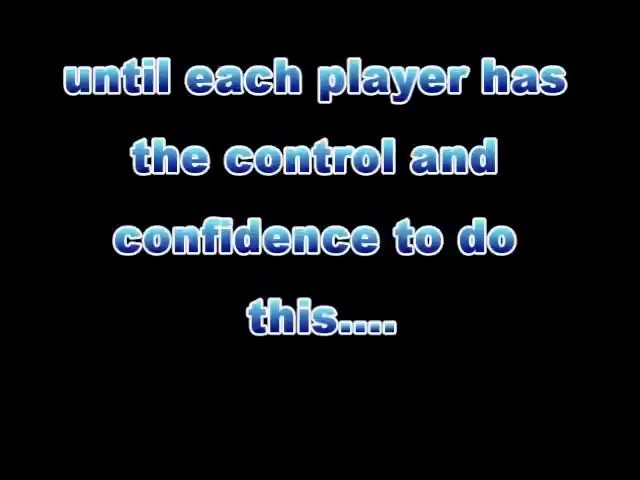 until each player has
the control and
confidence to do
this....